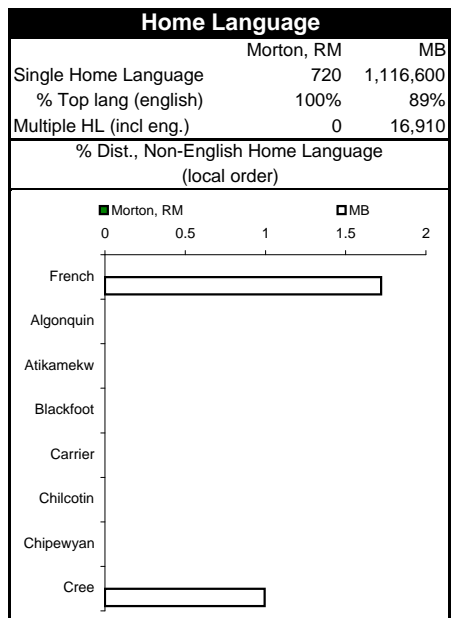 Home Language
Morton, RM MB
Single Home Language 720 1,116,600
% Top lang (english) 100% 89%
Multiple HL (incl eng.) 0 16,910
% Dist., Non-English Home Language
(local order)
Morton, RM MB
0 0.5 1 1.5 2
French
Algonquin
Atikamekw
Blackfoot
Carrier
Chilcotin
Chipewyan
Cree